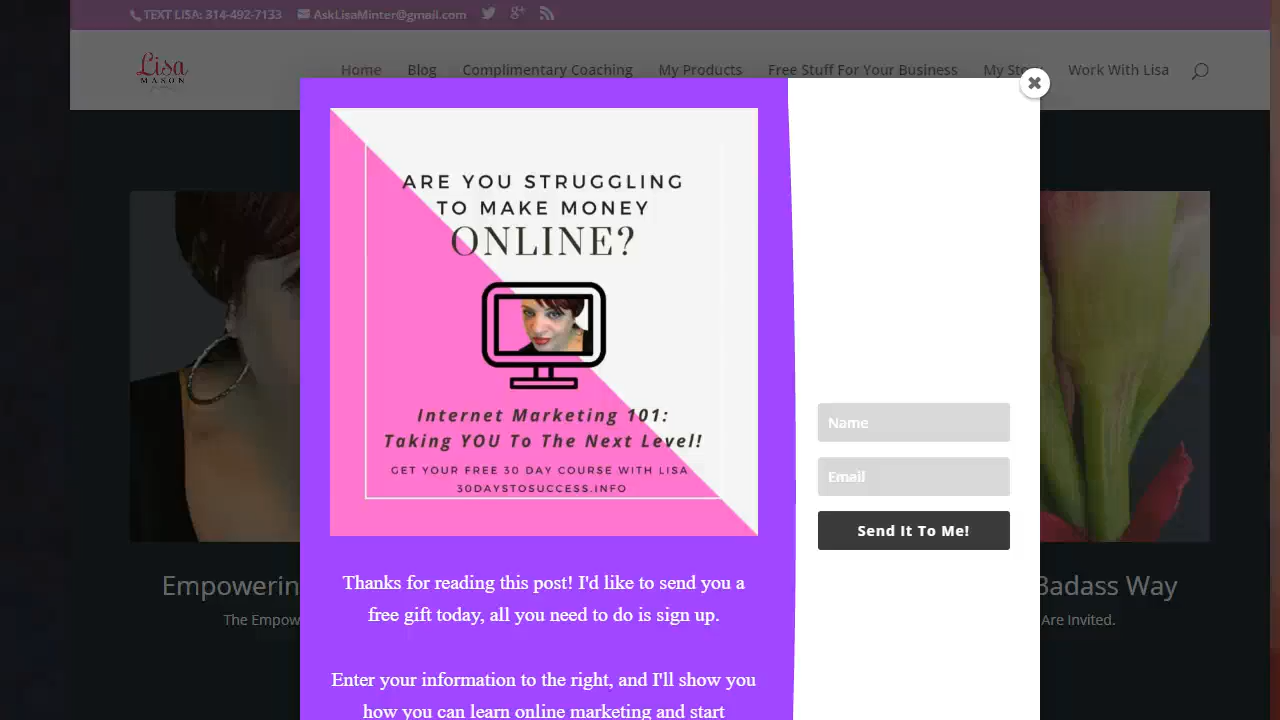 TEXT LISA: 314-492-7133 AskLisaMinter@gmail.com
Lisa
MASON
Home Blog Complimentary Coaching My Products Free Stuff For Your Business My Sto Work With Lisa
ARE YOU STRUGGLING
TO MAKE MONEY
ONLINE?
Internet Marketing 101:
Taking YOU To The Next Level!
GET YOUR FREE 30 DAY COURSE WITH LISA
30DAYSTOSUCCESS.INFO
Name
Email
Send It To Me!
Thanks for reading this post! I'd like to send you a
free gift today, all you need to do is sign up.
Enter your information to the right, and I'll show you
how you can learn online marketing and start
Empowerin
Badass Way
The Empow
Are Invited.